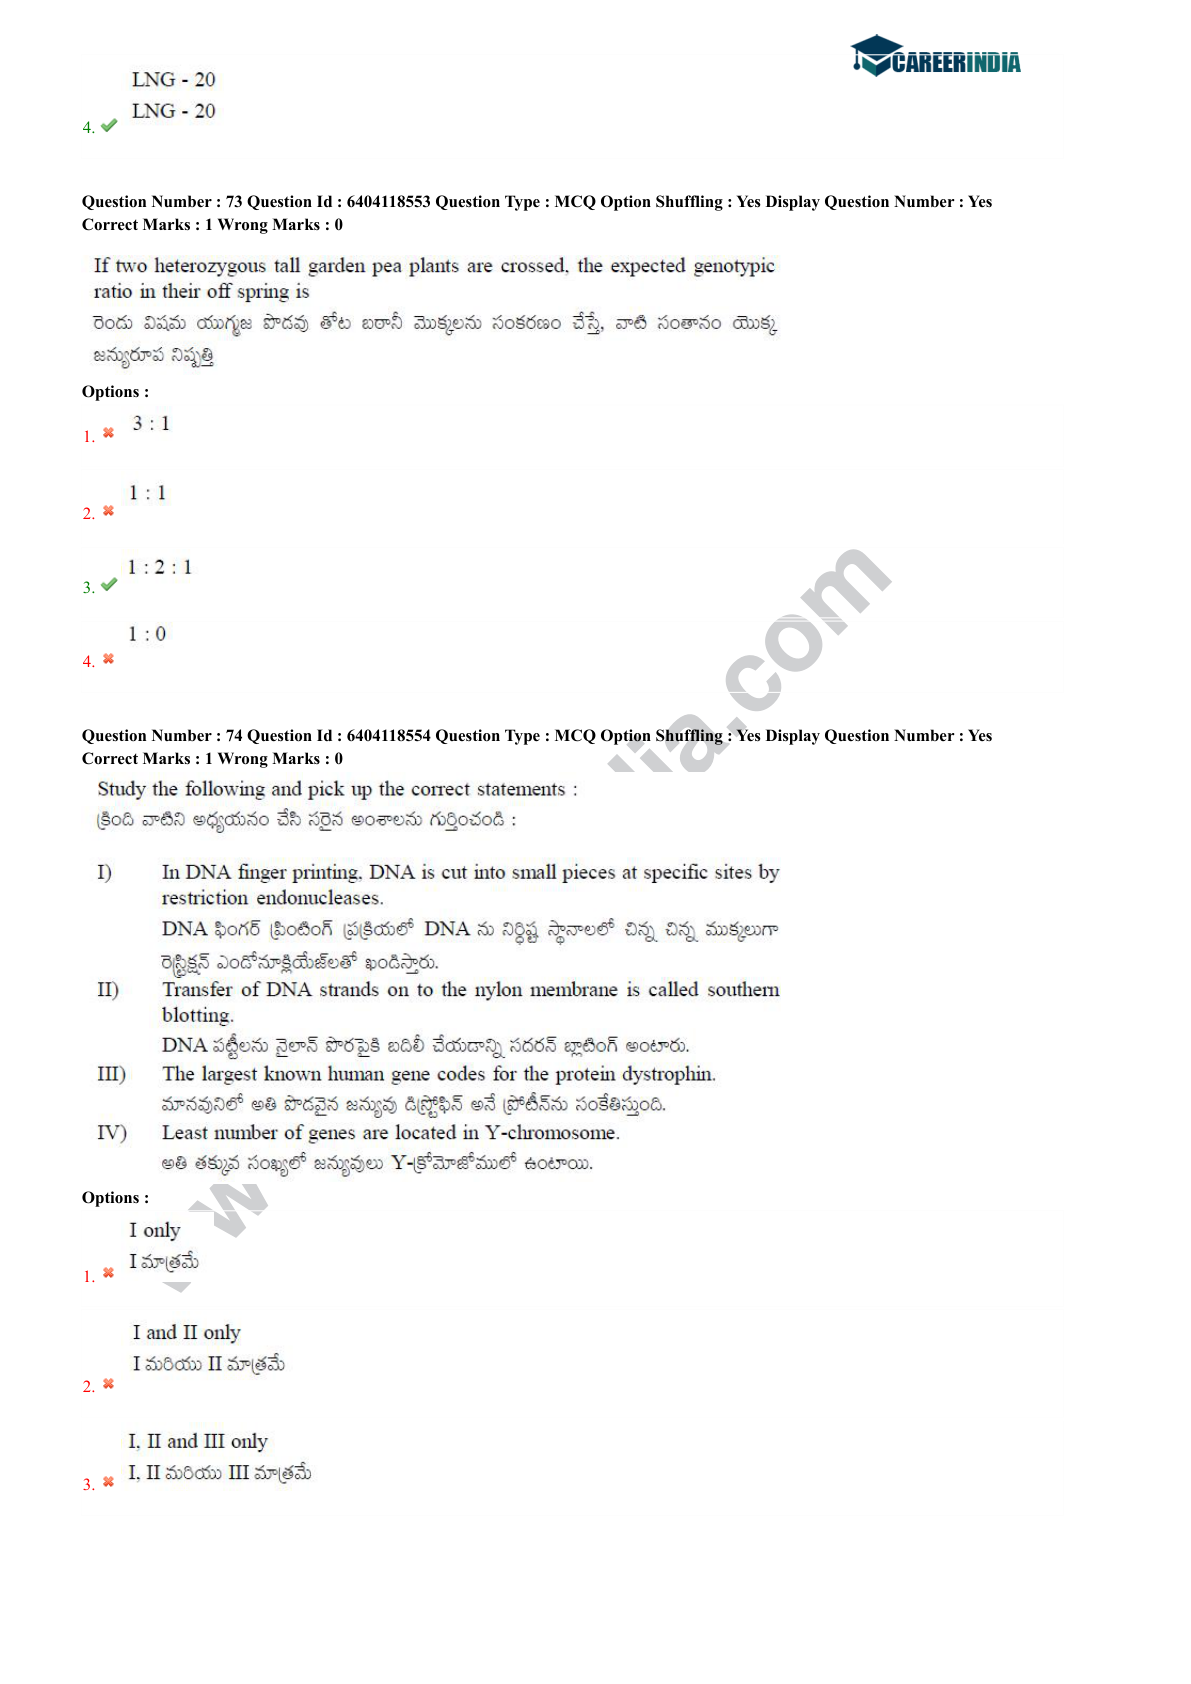 CAREERINDIA
LNG - 20
LNG - 20
4.
Question Number : 73 Question Id : 6404118553 Question Type : MCQ Option Shuffling : Yes Display Question Number : Yes
Correct Marks : 1 Wrong Marks : 0
If two heterozygous tall garden pea plants are crossed, the expected genotypic
ratio in their off spring is
రెండు విషమ యుగ్మజ పొడవు తోట బఠానీ మొక్కలను సంకరణం చేస్తే, వాటి సంతానం యొక్క
జన్యురూప నిష్పత్తి
Options :
3 : 1
1.
1 : 1
2.
1 : 2 : 1
3.
1 : 0
4.
Question Number : 74 Question Id : 6404118554 Question Type : MCQ Option Shuffling : Yes Display Question Number : Yes
Correct Marks : 1 Wrong Marks : 0
Study the following and pick up the correct statements :
క్రింది వాటిని అధ్యయనం చేసి సరైన అంశాలను గుర్తించండి :
I) In DNA finger printing, DNA is cut into small pieces at specific sites by
restriction endonucleases.
DNA ఫింగర్ ప్రింటింగ్ ప్రక్రియలో DNA ను నిర్ధిష్ట స్థానాలలో చిన్న చిన్న ముక్కలుగా
రెస్ట్రిక్షన్ ఎండోనూక్లియేజ్‌లతో ఖండిస్తారు.
II) Transfer of DNA strands on to the nylon membrane is called southern
blotting.
DNA పట్టీలను నైలాన్ పొరపైకి బదిలీ చేయడాన్ని సదరన్ బ్లాటింగ్ అంటారు.
III) The largest known human gene codes for the protein dystrophin.
మానవునిలో అతి పొడవైన జన్యువు డిస్ట్రోఫిన్ అనే ప్రోటీన్‌ను సంకేతిస్తుంది.
IV) Least number of genes are located in Y-chromosome.
అతి తక్కువ సంఖ్యలో జన్యువులు Y-క్రోమోజోములో ఉంటాయి.
Options :
I only
I మాత్రమే
1.
I and II only
I మరియు II మాత్రమే
2.
I, II and III only
I, II మరియు III మాత్రమే
3.